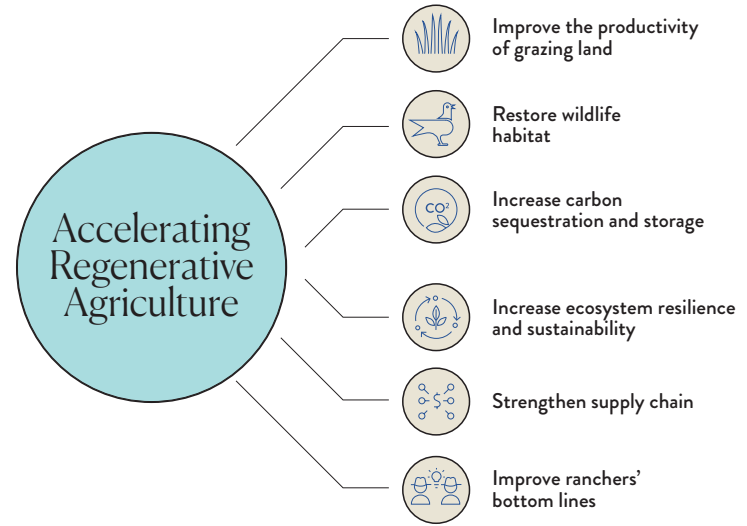 Accelerating
Regenerative
Agriculture
Improve the productivity
of grazing land
Restore wildlife
habitat
CO²
Increase carbon
sequestration and storage
Increase ecosystem resilience
and sustainability
$
Strengthen supply chain
Improve ranchers’
bottom lines